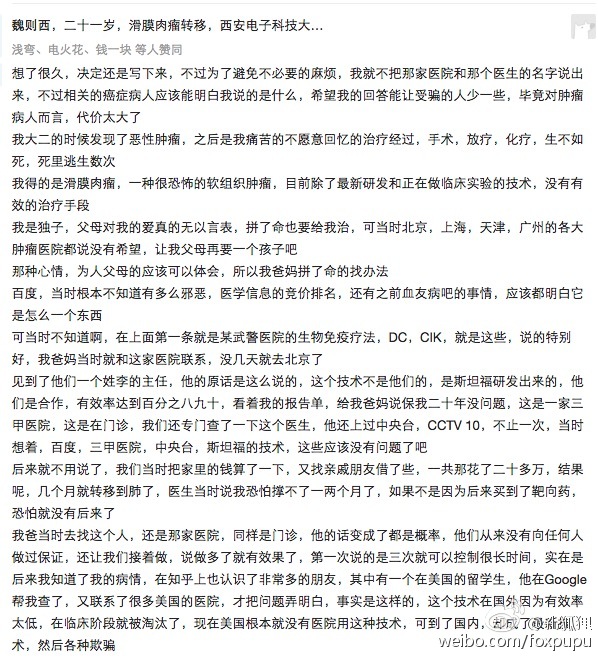 魏则西，二十一岁，滑膜肉瘤转移，西安电子科技大...
浅弯、电火花、钱一块 等人赞同
想了很久，决定还是写下来，不过为了避免不必要的麻烦，我就不把那家医院和那个医生的名字说出
来，不过相关的癌症病人应该能明白我说的是什么，希望我的回答能让受骗的人少一些，毕竟对肿瘤
病人而言，代价太大了
我大二的时候发现了恶性肿瘤，之后是我痛苦的不愿意回忆的治疗经过，手术，放疗，化疗，生不如
死，死里逃生数次
我得的是滑膜肉瘤，一种很恐怖的软组织肿瘤，目前除了最新研发和正在做临床实验的技术，没有有
效的治疗手段
我是独子，父母对我的爱真的无以言表，拼了命也要给我治，可当时北京，上海，天津，广州的各大
肿瘤医院都说没有希望，让我父母再要一个孩子吧
那种心情，为人父母的应该可以体会，所以我爸妈拼了命的找办法
百度，当时根本不知道有多么邪恶，医学信息的竞价排名，还有之前血友病吧的事情，应该都明白它
是怎么一个东西
可当时不知道啊，在上面第一条就是某武警医院的生物免疫疗法，DC，CIK，就是这些，说的特别
好，我爸妈当时就和这家医院联系，没几天就去北京了
见到了他们一个姓李的主任，他的原话是这么说的，这个技术不是他们的，是斯坦福研发出来的，他
们是合作，有效率达到百分之八九十，看着我的报告单，给我爸妈说保我二十年没问题，这是一家三
甲医院，这是在门诊，我们还专门查了一下这个医生，他还上过中央台，CCTV 10，不止一次，当时
想着，百度，三甲医院，中央台，斯坦福的技术，这些应该没有问题了吧
后来就不用说了，我们当时把家里的钱算了一下，又找亲戚朋友借了些，一共那花了二十多万，结果
呢，几个月就转移到肺了，医生当时说我恐怕撑不了一两个月了，如果不是因为后来买到了靶向药，
恐怕就没有后来了
我爸当时去找这个人，还是那家医院，同样是门诊，他的话变成了都是概率，他们从来没有向任何人
做过保证，还让我们接着做，说做多了就有效果了，第一次说的是三次就可以控制很长时间，实在是
后来我知道了我的病情，在知乎上也认识了非常多的朋友，其中有一个在美国的留学生，他在Google
帮我查了，又联系了很多美国的医院，才把问题弄明白，事实是这样的，这个技术在国外因为有效率
太低，在临床阶段就被淘汰了，现在美国根本就没有医院用这种技术，可到了国内，却成了
术，然后各种欺骗
weibo.com/foxpupu